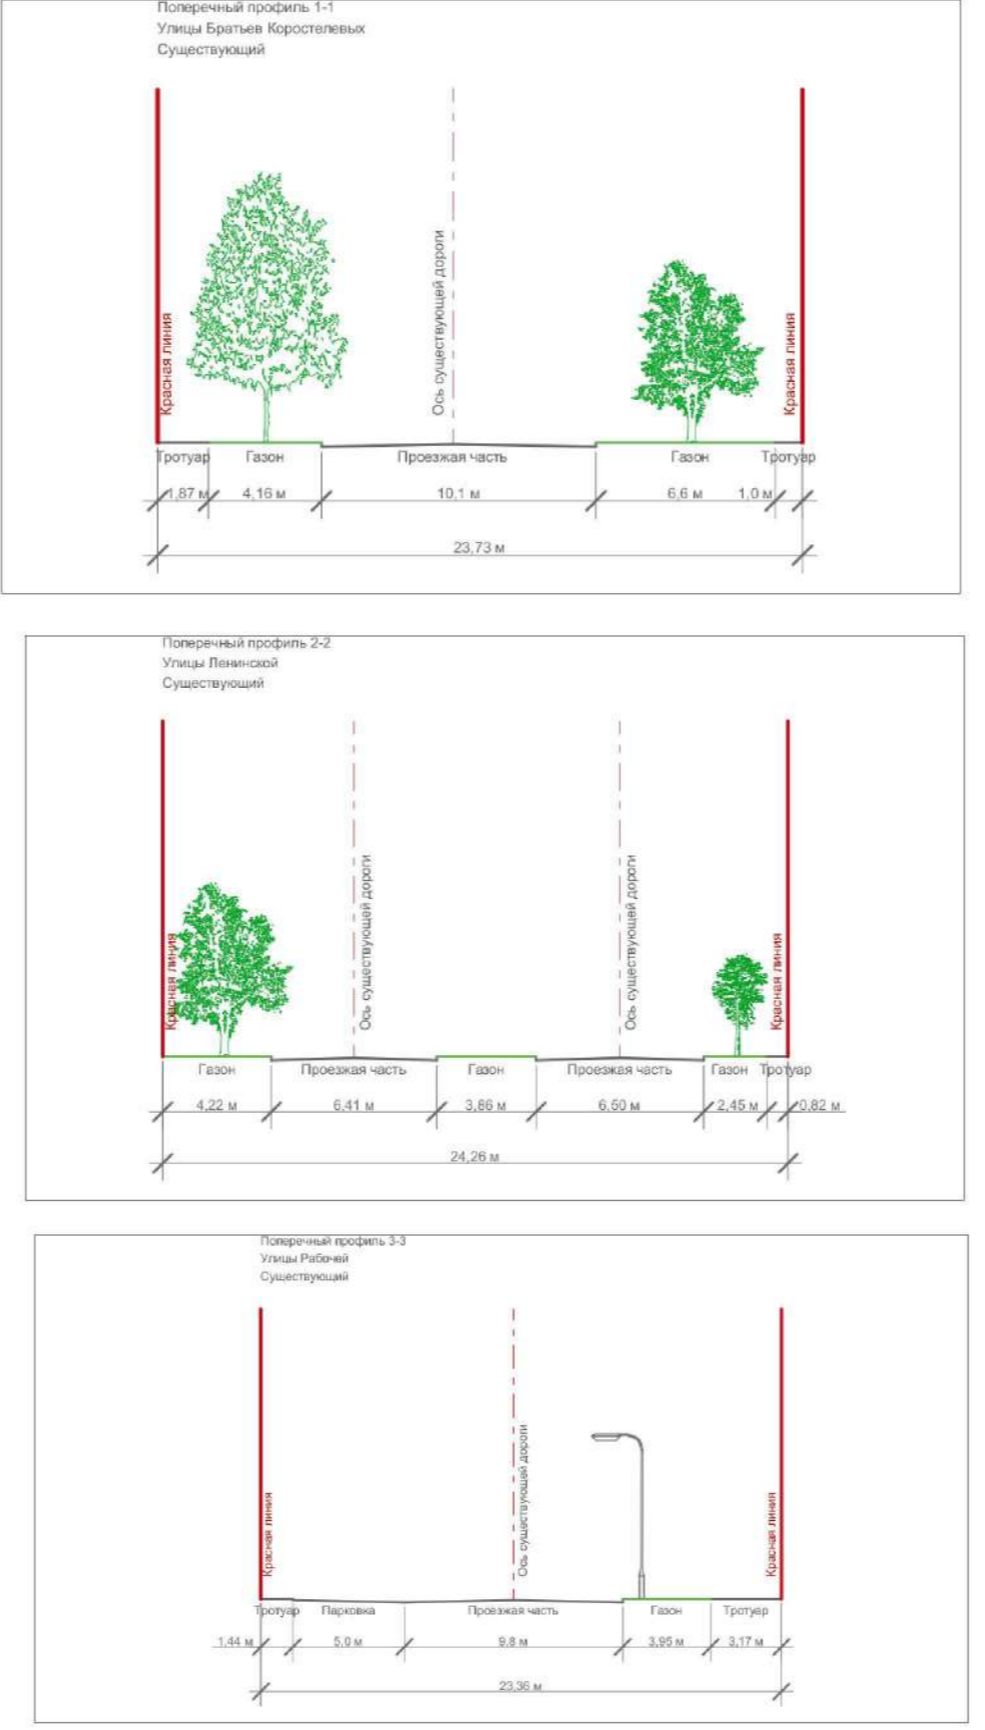 Поперечный профиль 1-1
Улицы Братьев Коростелевых
Существующий
Красная линия
Ось существующей дороги
Красная линия
Тротуар Газон Проезжая часть Газон Тротуар
1,87 м 4,16 м 10,1 м 6,6 м 1,0 м
23,73 м
Поперечный профиль 2-2
Улицы Ленинской
Существующий
Красная линия
Ось существующей дороги
Ось существующей дороги
Красная линия
Газон Проезжая часть Газон Проезжая часть Газон Тротуар
4,22 м 6,41 м 3,86 м 6,50 м 2,45 м 0,82 м
24,26 м
Поперечный профиль 3-3
Улицы Рабочей
Существующий
Красная линия
Ось существующей дороги
Красная линия
Тротуар Парковка Проезжая часть Газон Тротуар
1,44 м 5,0 м 9,8 м 3,95 м 3,17 м
23,36 м